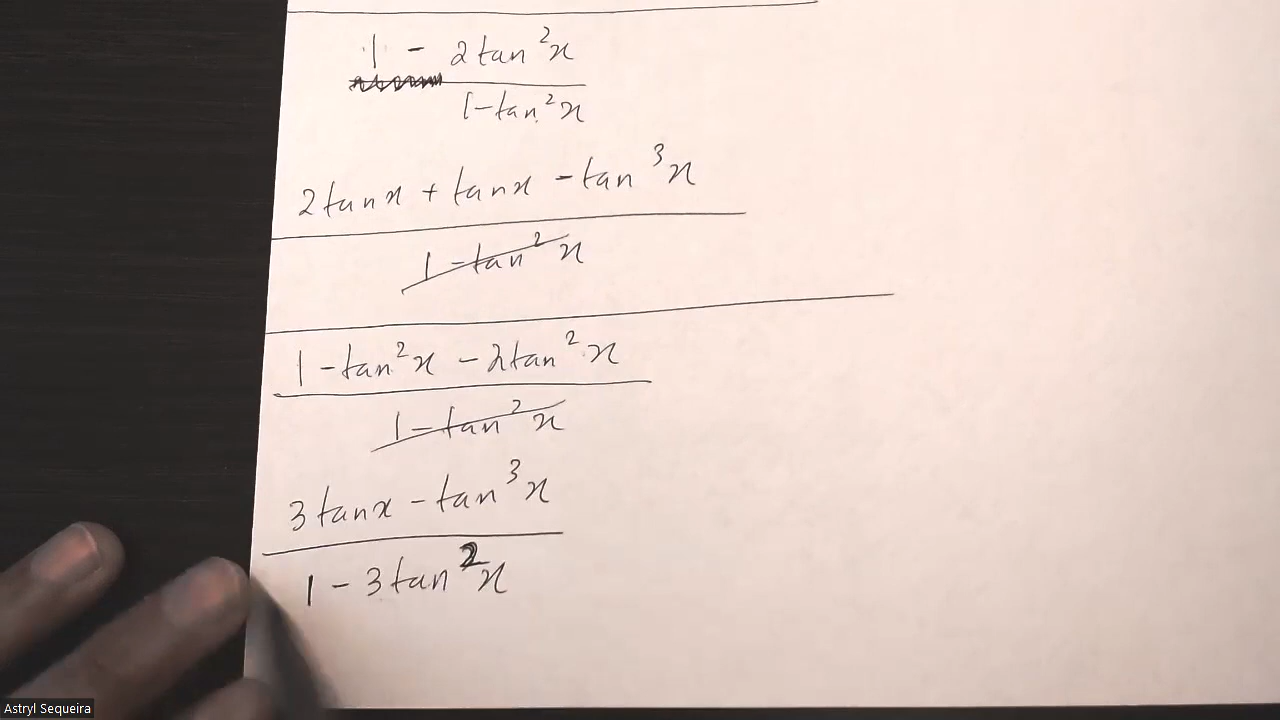 1 - 2tan²x
1-tan²x
2tanx + tanx - tan³x
1-tan²x
1-tan²x - 2tan²x
1-tan²x
3tanx - tan³x
1 - 3tan²x
Astryl Sequeira